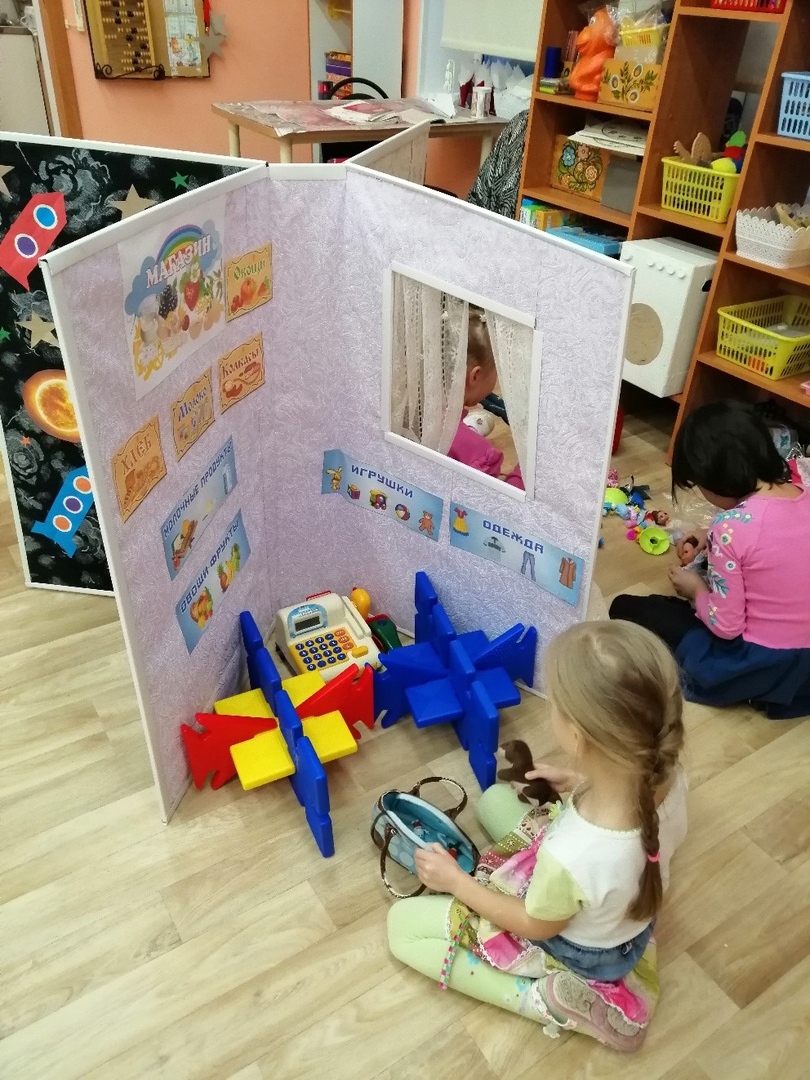 МАГАЗИН
Овощи
Колбасы
Молоко
ХЛЕБ
МОЛОЧНЫЕ ПРОДУКТЫ
ОВОЩИ ФРУКТЫ
ИГРУШКИ
ОДЕЖДА